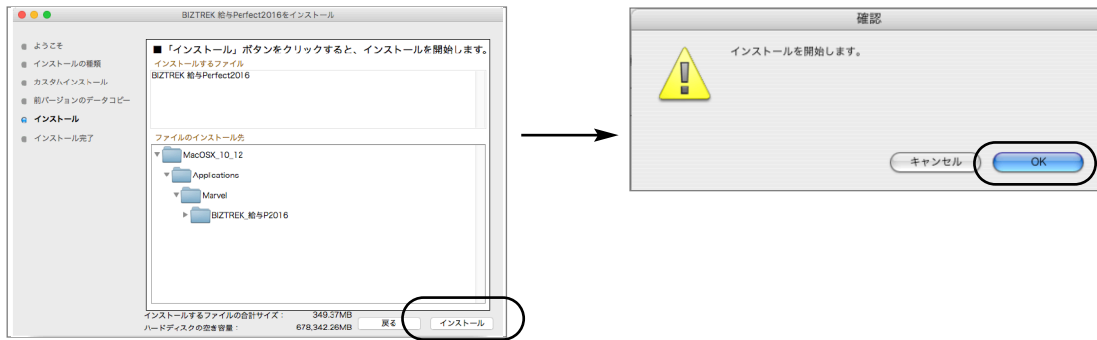 BIZTREK 給与Perfect2016をインストール
ようこそ
インストールの種類
カスタムインストール
前バージョンのデータコピー
インストール
インストール完了
■「インストール」ボタンをクリックすると、インストールを開始します。
インストールするファイル
BIZTREK 給与Perfect2016
ファイルのインストール先
MacOSX_10_12
Applications
Marvel
BIZTREK_給与P2016
インストールするファイルの合計サイズ： 349.37MB
ハードディスクの空き容量： 678,342.26MB
戻る
インストール
確認
インストールを開始します。
キャンセル
OK